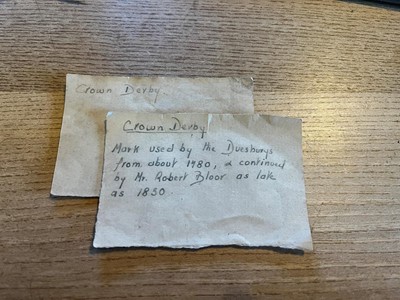 Crown Derby
Crown Derby
Mark used by the Duesburys
from about 1780, & continued
by Mr. Robert Bloor as late
as 1830.